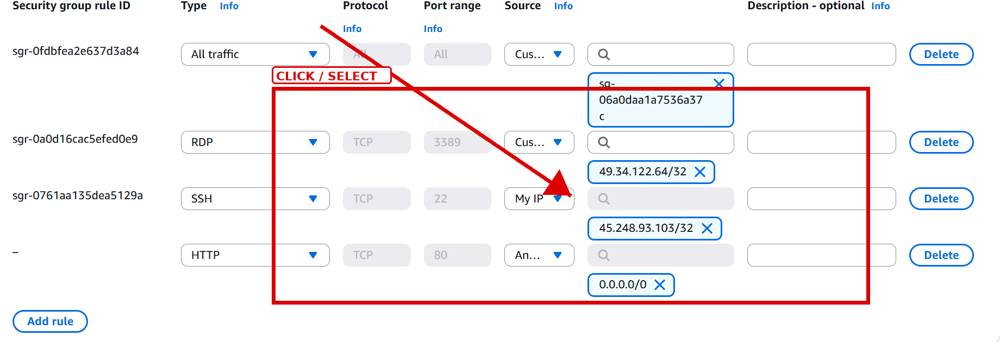 Security group rule ID Type Info Protocol Port range Source Info Description - optional Info
Info Info
sgr-0fdbfea2e637d3a84 All traffic All All Cus... Delete
CLICK / SELECT
sg-
06a0daa1a7536a37
c
sgr-0a0d16cac5efed0e9 RDP TCP 3389 Cus... Delete
49.34.122.64/32
sgr-0761aa135dea5129a SSH TCP 22 My IP Delete
45.248.93.103/32
– HTTP TCP 80 An... Delete
0.0.0.0/0
Add rule